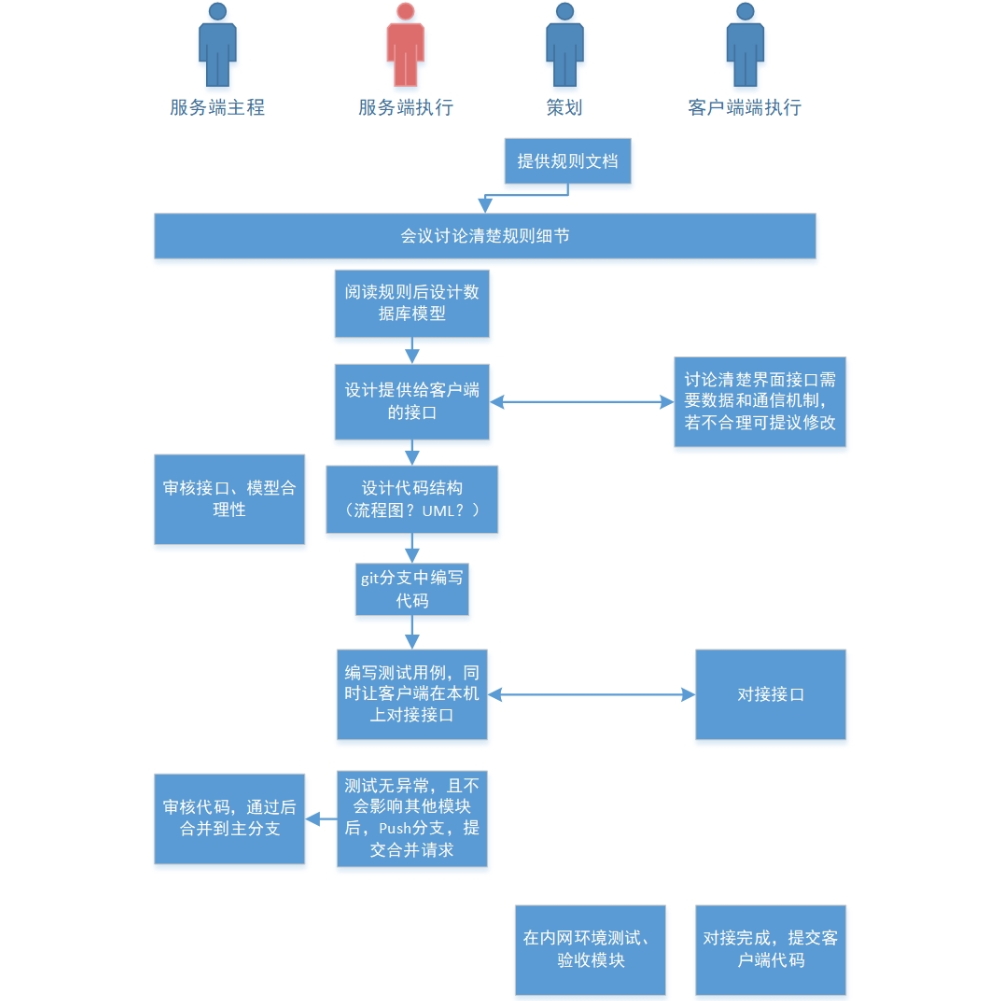 服务端主程
服务端执行
策划
客户端端执行
提供规则文档
会议讨论清楚规则细节
阅读规则后设计数
据库模型
设计提供给客户端
的接口
讨论清楚界面接口需
要数据和通信机制，
若不合理可提议修改
审核接口、模型合
理性
设计代码结构
（流程图？UML？）
git分支中编写
代码
编写测试用例，同
时让客户端在本机
上对接接口
对接接口
审核代码，通过后
合并到主分支
测试无异常，且不
会影响其他模块
后，Push分支，提
交合并请求
在内网环境测试、
验收模块
对接完成，提交客
户端代码